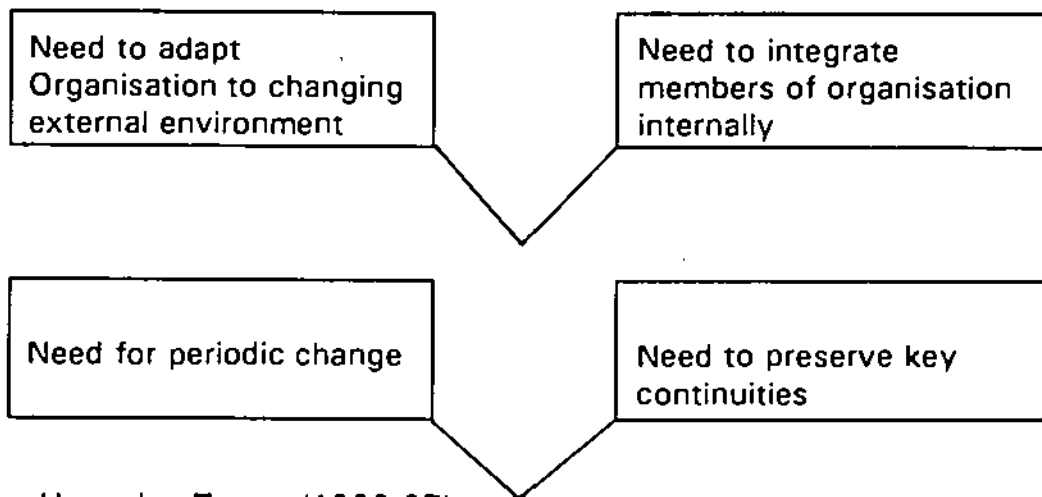 Need to adapt
Organisation to changing
external environment
Need to integrate
members of organisation
internally
Need for periodic change
Need to preserve key
continuities